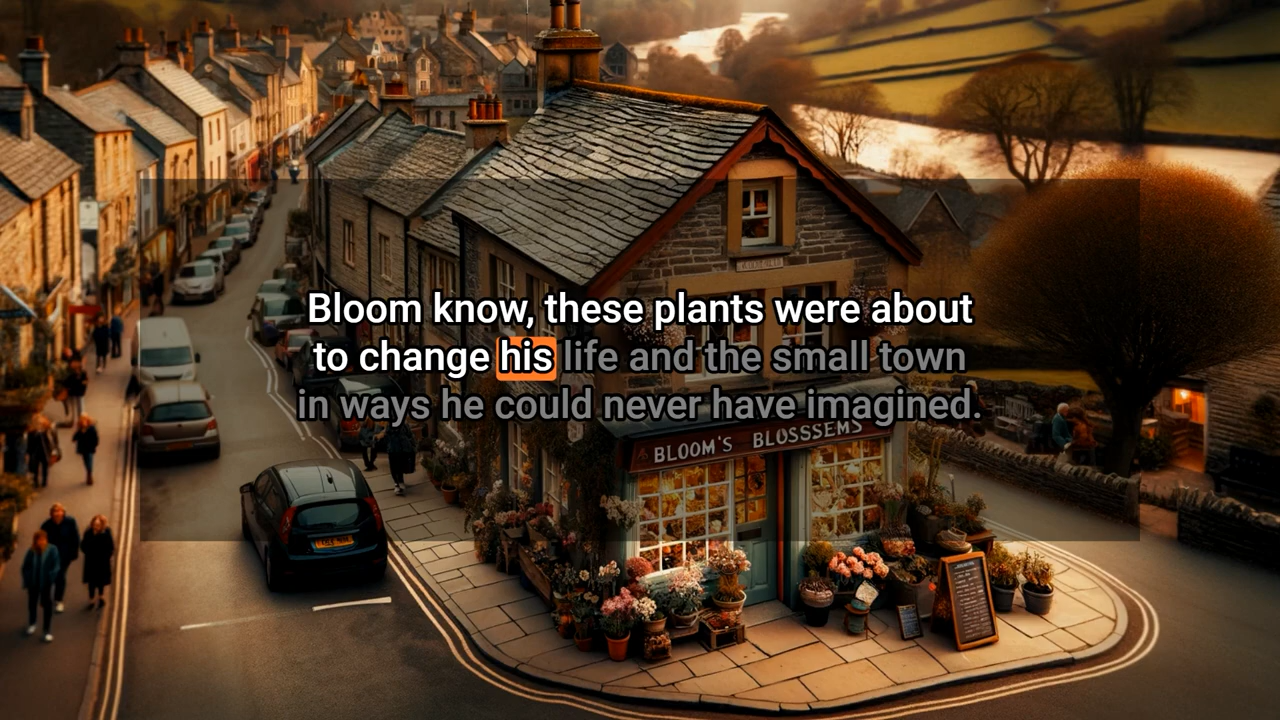 Bloom know, these plants were about
to change his life and the small town
in ways he could never have imagined.
BLOOM'S BLOSSSEMS